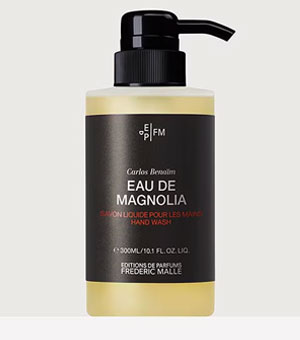 E
P | FM
Carlos Benaïm
EAU DE
MAGNOLIA
SAVON LIQUIDE POUR LES MAINS
HAND WASH
℮ 300ML/10.1 FL. OZ. LIQ.
EDITIONS DE PARFUMS
FREDERIC MALLE